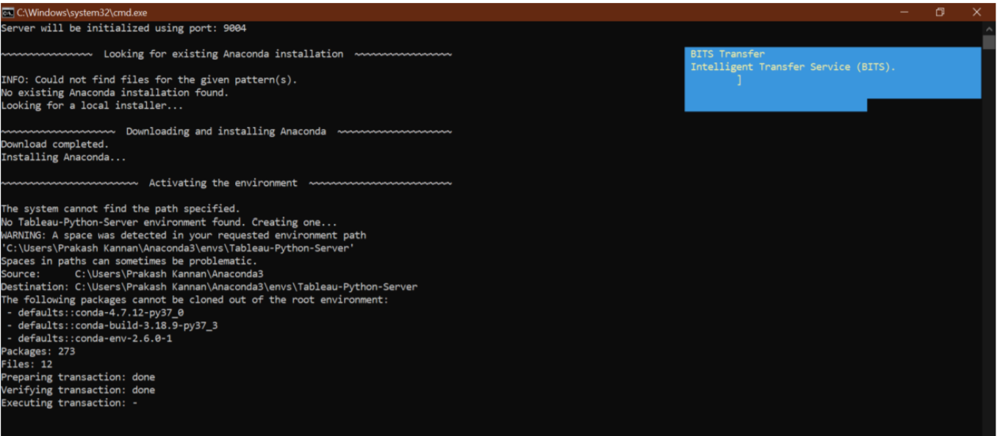 C:\Windows\system32\cmd.exe
Server will be initialized using port: 9004
~~~~~~~~~~~~~~~~ Looking for existing Anaconda installation ~~~~~~~~~~~~~~~~~
BITS Transfer
Intelligent Transfer Service (BITS).
]
INFO: Could not find files for the given pattern(s).
No existing Anaconda installation found.
Looking for a local installer...
~~~~~~~~~~~~~~~~~~~~ Downloading and installing Anaconda ~~~~~~~~~~~~~~~~~~~~
Download completed.
Installing Anaconda...
~~~~~~~~~~~~~~~~~~~~~~~~ Activating the environment ~~~~~~~~~~~~~~~~~~~~~~~~~
The system cannot find the path specified.
No Tableau-Python-Server environment found. Creating one...
WARNING: A space was detected in your requested environment path
'C:\Users\Prakash Kannan\Anaconda3\envs\Tableau-Python-Server'
Spaces in paths can sometimes be problematic.
Source:      C:\Users\Prakash Kannan\Anaconda3
Destination: C:\Users\Prakash Kannan\Anaconda3\envs\Tableau-Python-Server
The following packages cannot be cloned out of the root environment:
 - defaults::conda-4.7.12-py37_0
 - defaults::conda-build-3.18.9-py37_3
 - defaults::conda-env-2.6.0-1
Packages: 273
Files: 12
Preparing transaction: done
Verifying transaction: done
Executing transaction: -